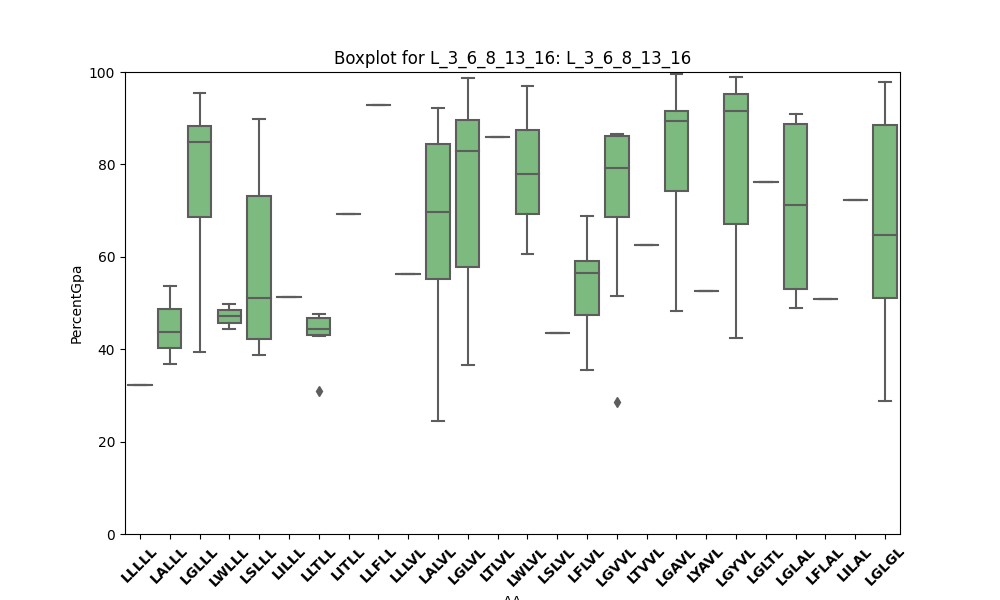 Boxplot for L_3_6_8_13_16: L_3_6_8_13_16
100
80
60
40
20
0
PercentGpa
LLLLL LALLL LGLLL LWLLL LSLLL LILLL LLTLL LITLL LLFLL LLLVL LALVL LGLVL LTLVL LWLVL LSLVL LFLVL LGVVL LTVVL LGAVL LYAVL LGYVL LGLTL LGLAL LFLAL LILAL LGLGL
AA